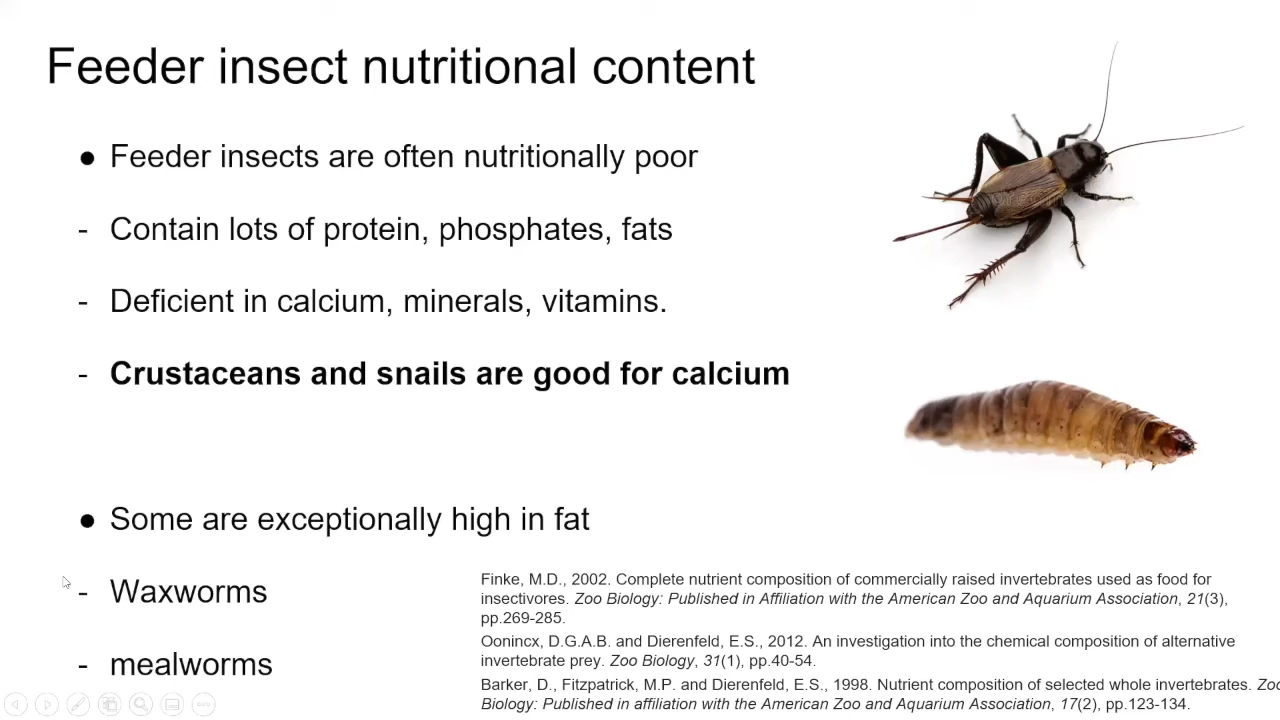 Feeder insect nutritional content
● Feeder insects are often nutritionally poor
- Contain lots of protein, phosphates, fats
- Deficient in calcium, minerals, vitamins.
- Crustaceans and snails are good for calcium
● Some are exceptionally high in fat
- Waxworms
- mealworms
Finke, M.D., 2002. Complete nutrient composition of commercially raised invertebrates used as food for
insectivores. Zoo Biology: Published in Affiliation with the American Zoo and Aquarium Association, 21(3),
pp.269-285.
Oonincx, D.G.A.B. and Dierenfeld, E.S., 2012. An investigation into the chemical composition of alternative
invertebrate prey. Zoo Biology, 31(1), pp.40-54.
Barker, D., Fitzpatrick, M.P. and Dierenfeld, E.S., 1998. Nutrient composition of selected whole invertebrates. Zoo
Biology: Published in affiliation with the American Zoo and Aquarium Association, 17(2), pp.123-134.